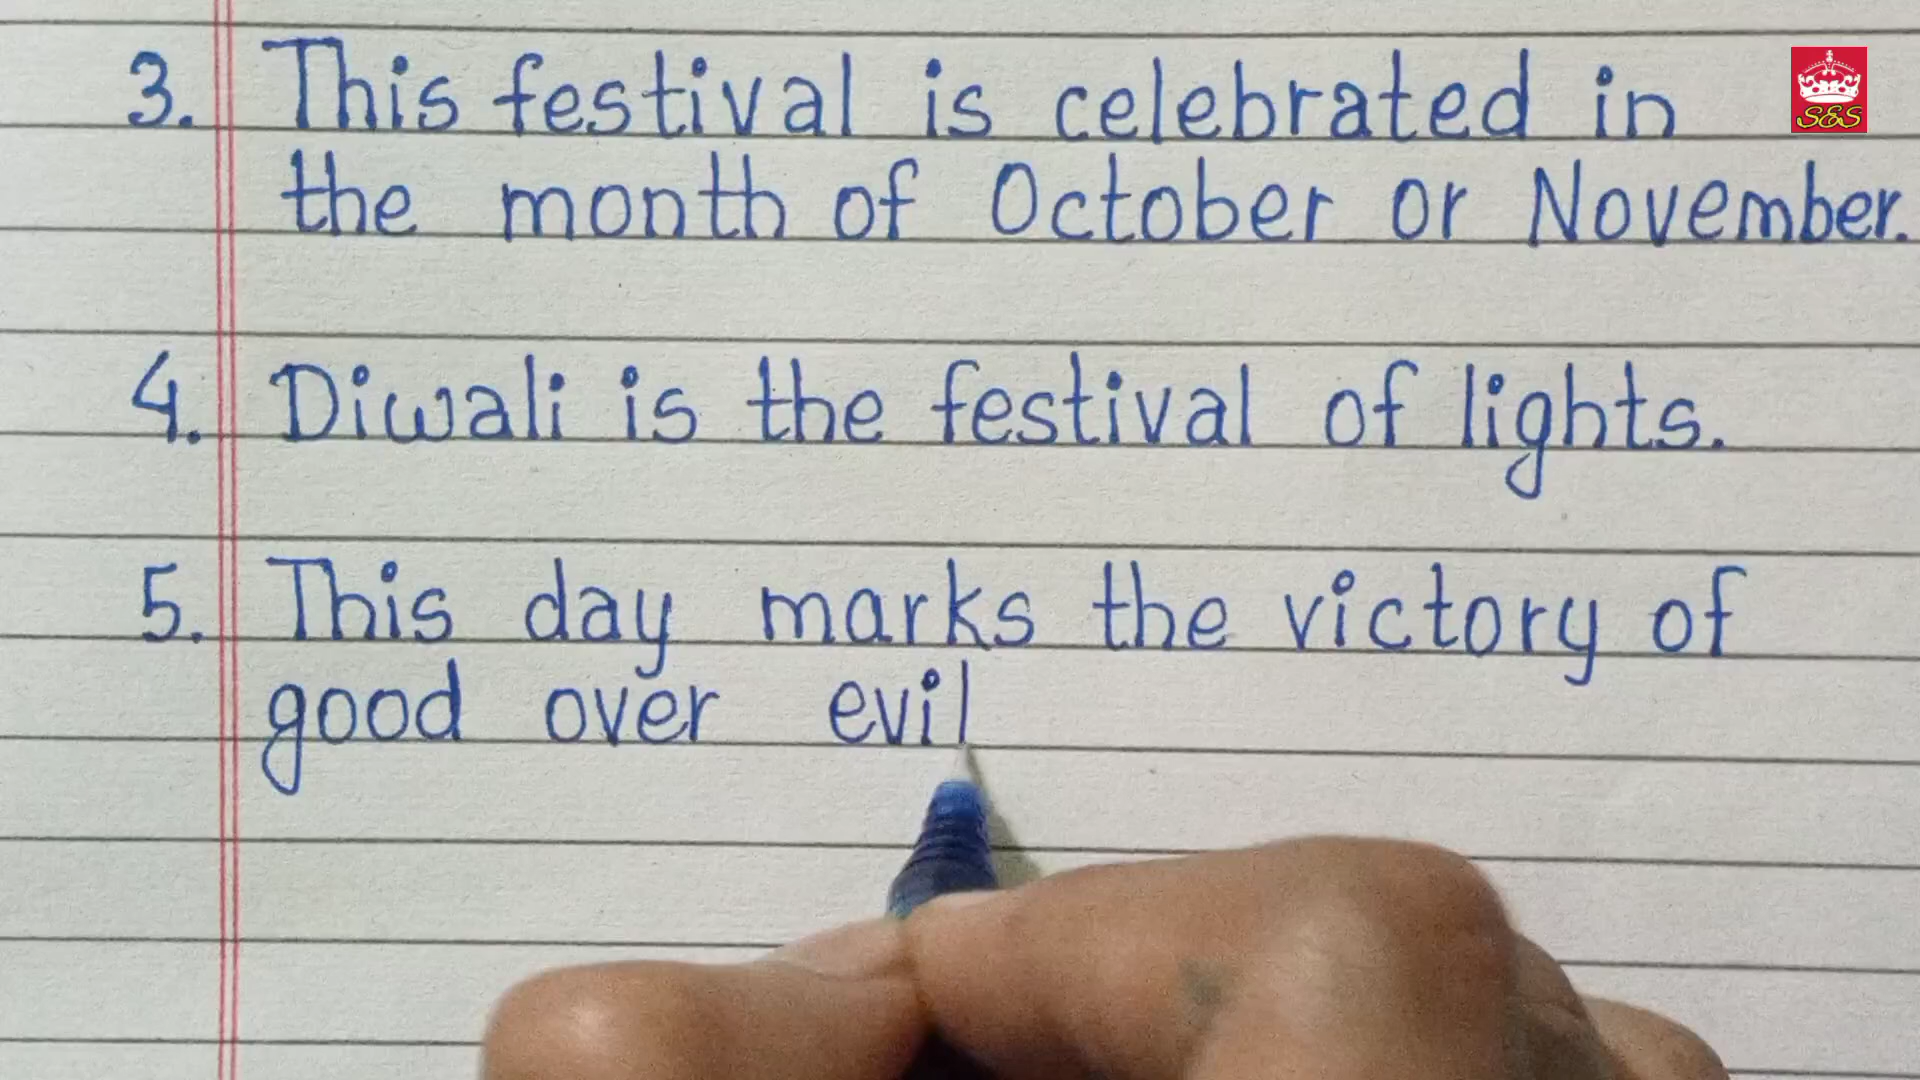 3. This festival is celebrated in
the month of October or November.
4. Diwali is the festival of lights.
5. This day marks the victory of
good over evil
S&S